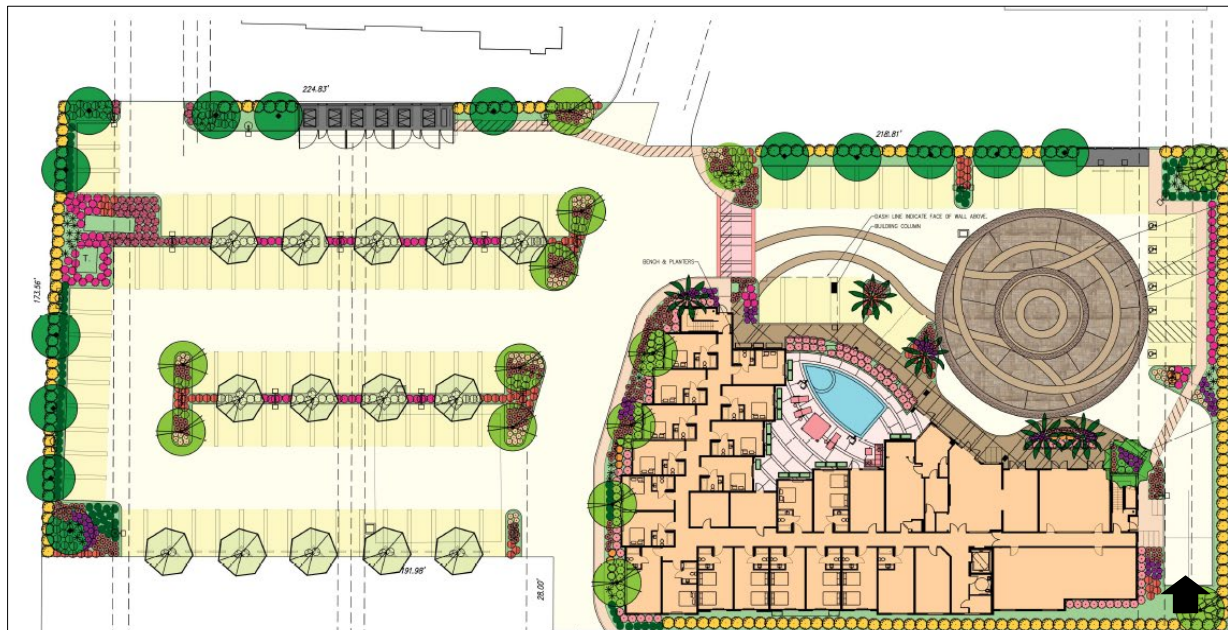 224.83'
218.81'
DASH LINE INDICATE FACE OF WALL ABOVE.
BUILDING COLUMN
BENCH & PLANTERS
T.
173.56'
191.98'
28.00'